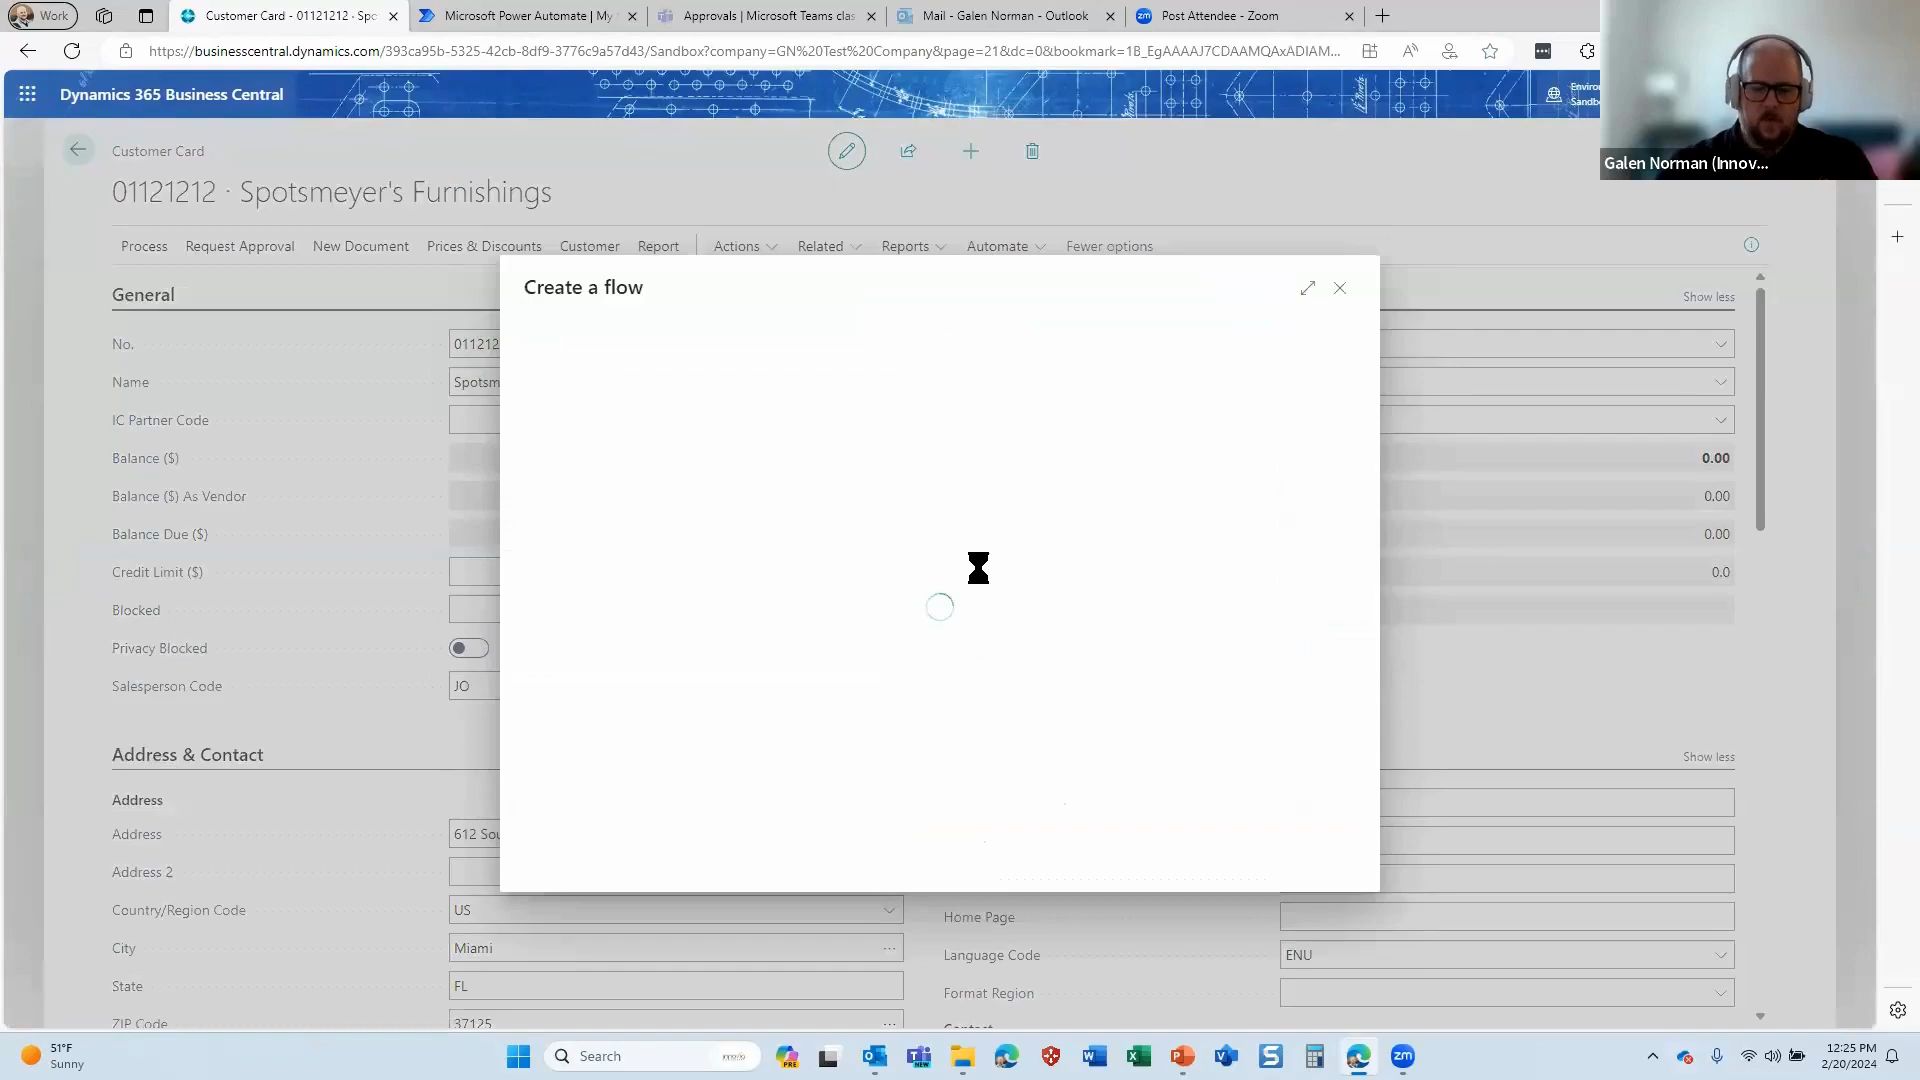 Work
Customer Card - 01121212 · Spo
Microsoft Power Automate | My
Approvals | Microsoft Teams clas
Mail - Galen Norman - Outlook
Post Attendee - Zoom
https://businesscentral.dynamics.com/393ca95b-5325-42cb-8df9-3776c9a57d43/Sandbox?company=GN%20Test%20Company&page=21&dc=0&bookmark=1B_EgAAAAJ7CDAAMQAxADIAM...
Dynamics 365 Business Central
Galen Norman (Innov...
Customer Card
01121212 · Spotsmeyer's Furnishings
Process Request Approval New Document Prices & Discounts Customer Report Actions Related Reports Automate Fewer options
Create a flow
General
Show less
No.
011212
Name
Spotsm
IC Partner Code
Balance ($)
0.00
Balance ($) As Vendor
0.00
Balance Due ($)
0.00
Credit Limit ($)
0.0
Blocked
Privacy Blocked
Salesperson Code
JO
Address & Contact
Show less
Address
Address
612 Sou
Address 2
Country/Region Code
US
Home Page
City
Miami
Language Code
ENU
State
FL
Format Region
ZIP Code
37125
51°F
Sunny
Search
innovia
PRE
NEW
zm
12:25 PM
2/20/2024